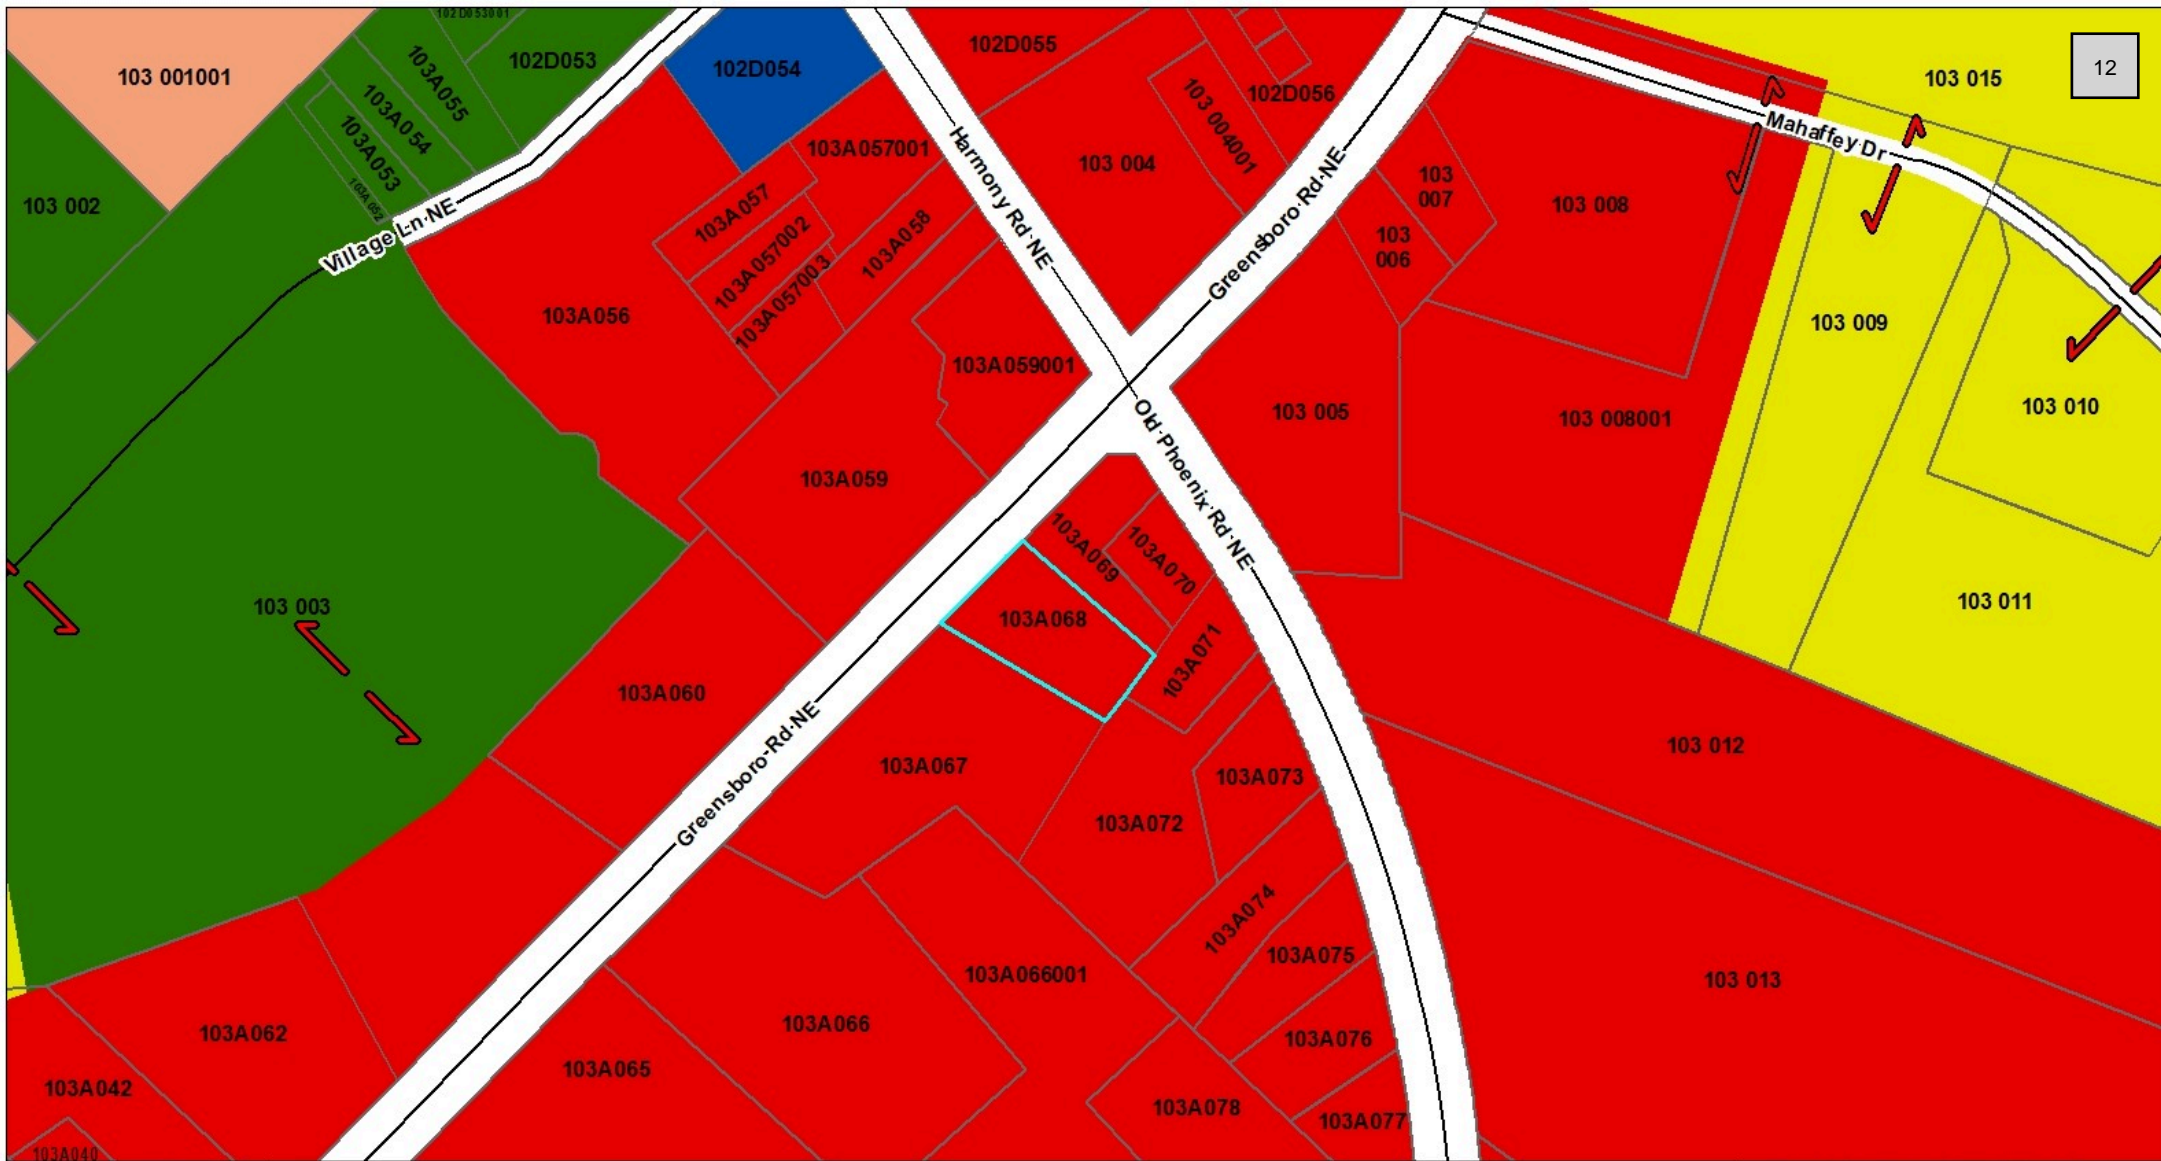 102D053001
103 001001
103A055
102D053
102D054
102D055
103 015
12
103A054
103A053
103A052
103 002
Village Ln NE
103A057001
103A057
103A057002
103A057003
103A058
Harmony Rd NE
103 004
103 004001
102D056
Greensboro Rd NE
103
007
103
006
103 008
Mahaffey Dr
103A056
103A059001
103 009
103 010
103 005
103 008001
103A059
Old Phoenix Rd NE
103A069
103A070
103 003
103A068
103A071
103 011
103A060
Greensboro Rd NE
103A067
103A073
103A072
103 012
103A074
103A075
103A066001
103 013
103A062
103A066
103A076
103A065
103A042
103A078
103A077
103A040